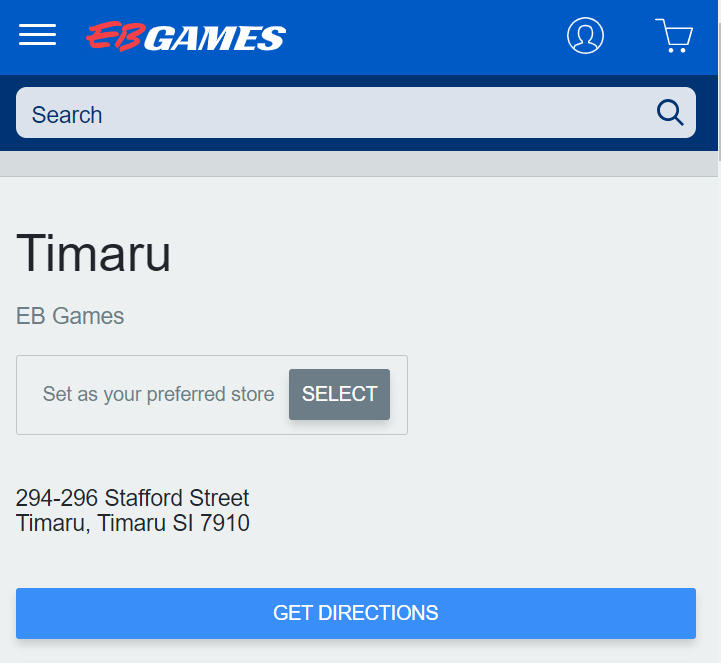 EB GAMES
Search
Timaru
EB Games
Set as your preferred store SELECT
294-296 Stafford Street
Timaru, Timaru SI 7910
GET DIRECTIONS